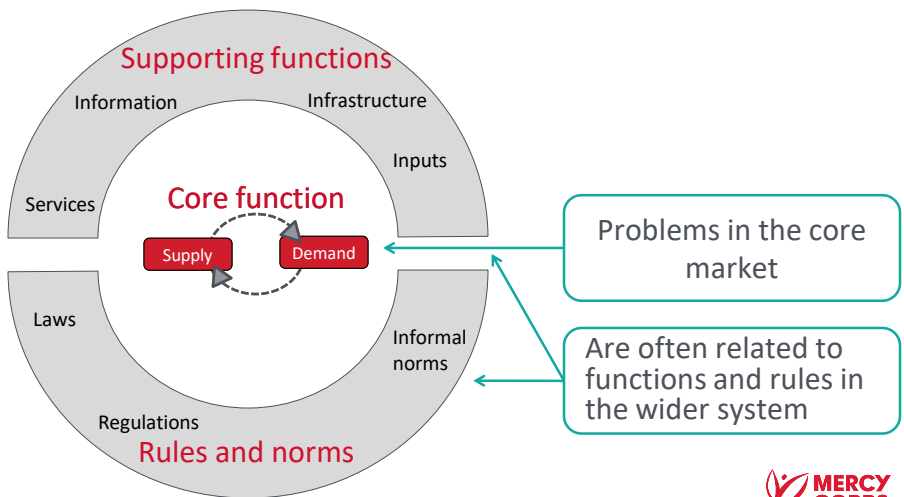 Supporting functions
Information
Infrastructure
Inputs
Services
Core function
Supply
Demand
Problems in the core
market
Laws
Informal
norms
Are often related to
functions and rules in
the wider system
Regulations
Rules and norms
MERCY
CORPS